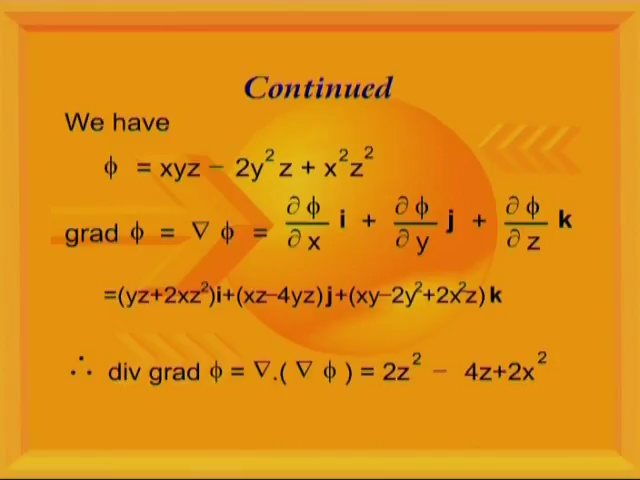 Continued
We have
ϕ = xyz − 2y²z + x²z²
grad ϕ = ∇ ϕ = ∂ϕ/∂x i + ∂ϕ/∂y j + ∂ϕ/∂z k
=(yz+2xz²)i+(xz−4yz)j+(xy−2y²+2x²z)k
∴ div grad ϕ = ∇.( ∇ ϕ ) = 2z² − 4z+2x²